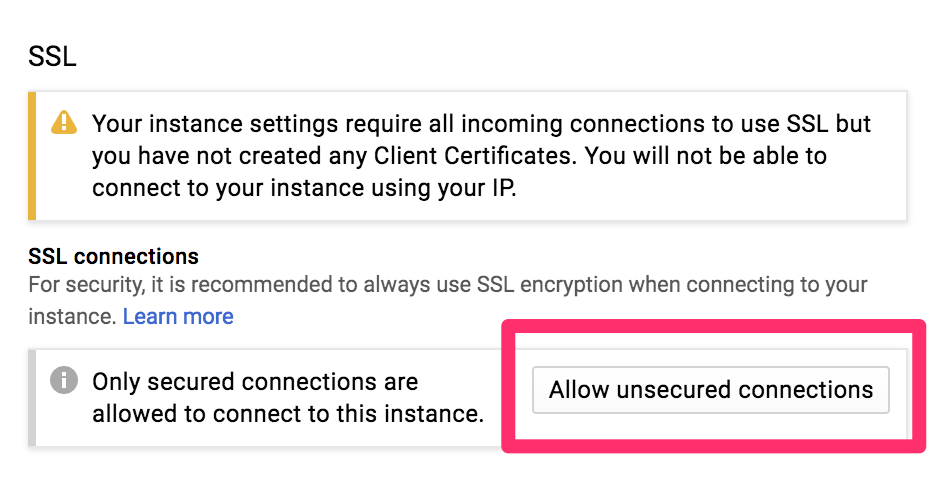 SSL
Your instance settings require all incoming connections to use SSL but
you have not created any Client Certificates. You will not be able to
connect to your instance using your IP.
SSL connections
For security, it is recommended to always use SSL encryption when connecting to your
instance. Learn more
Only secured connections are
allowed to connect to this instance.
Allow unsecured connections